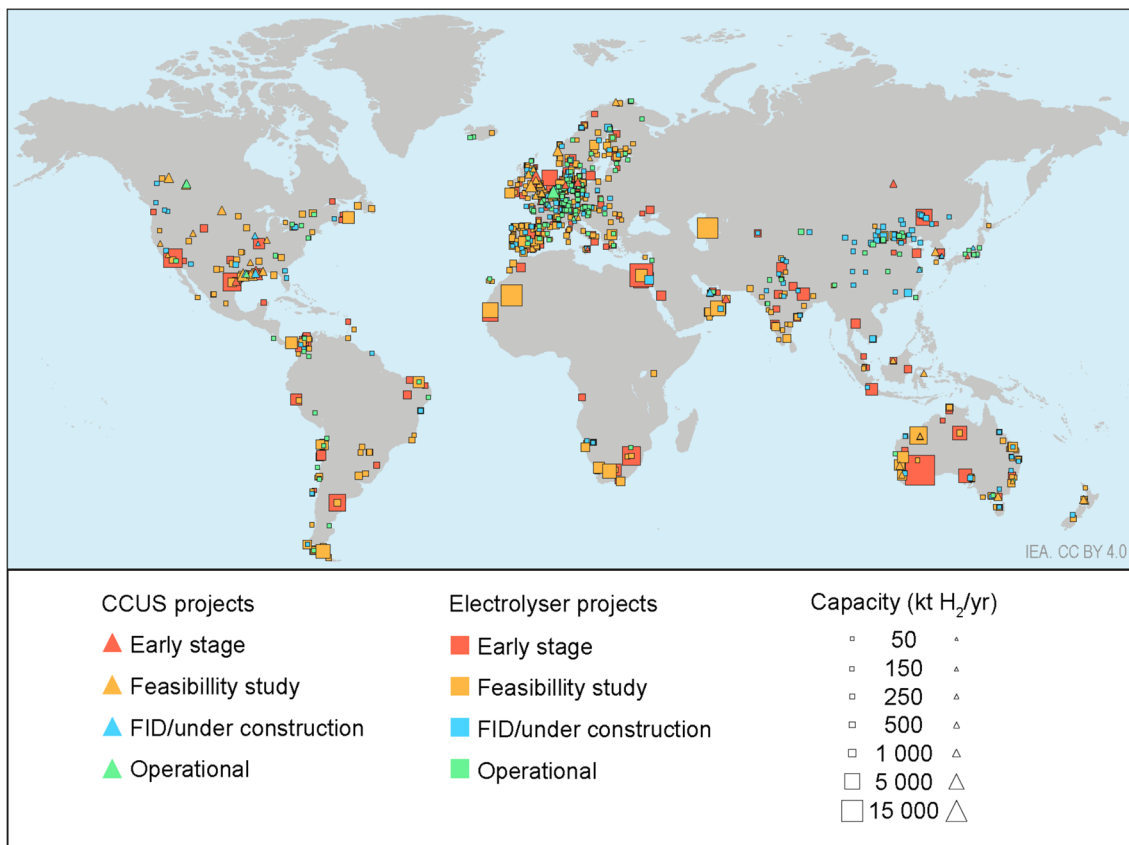 IEA. CC BY 4.0
CCUS projects
Early stage
Feasibillity study
FID/under construction
Operational
Electrolyser projects
Early stage
Feasibillity study
FID/under construction
Operational
Capacity (kt H₂/yr)
50
150
250
500
1 000
5 000
15 000